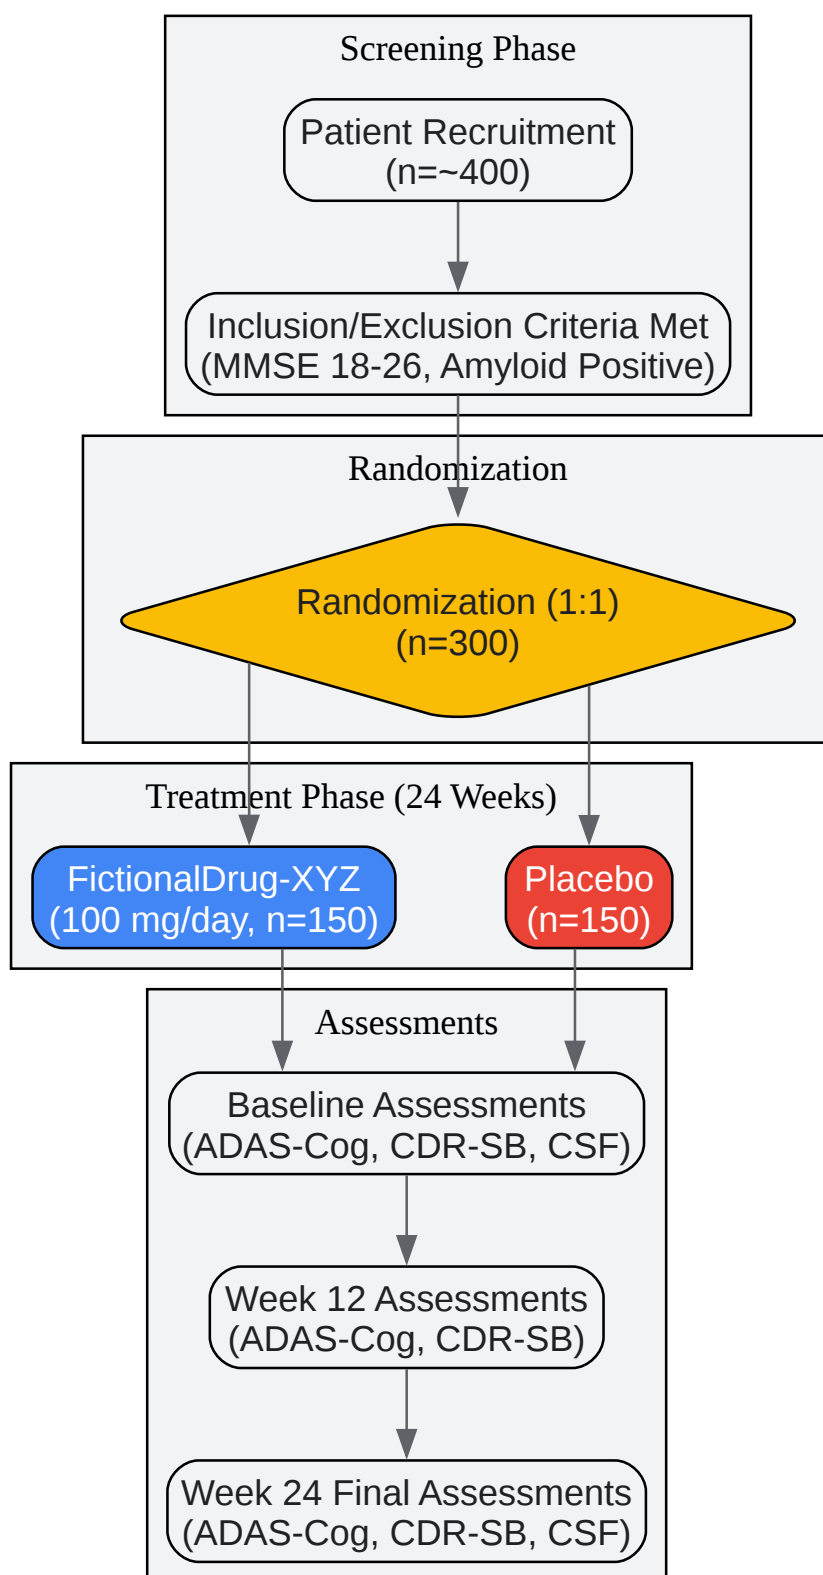 Screening Phase
Patient Recruitment
(n=~400)
Inclusion/Exclusion Criteria Met
(MMSE 18-26, Amyloid Positive)
Randomization
Randomization (1:1)
(n=300)
Treatment Phase (24 Weeks)
FictionalDrug-XYZ
(100 mg/day, n=150)
Placebo
(n=150)
Assessments
Baseline Assessments
(ADAS-Cog, CDR-SB, CSF)
Week 12 Assessments
(ADAS-Cog, CDR-SB)
Week 24 Final Assessments
(ADAS-Cog, CDR-SB, CSF)